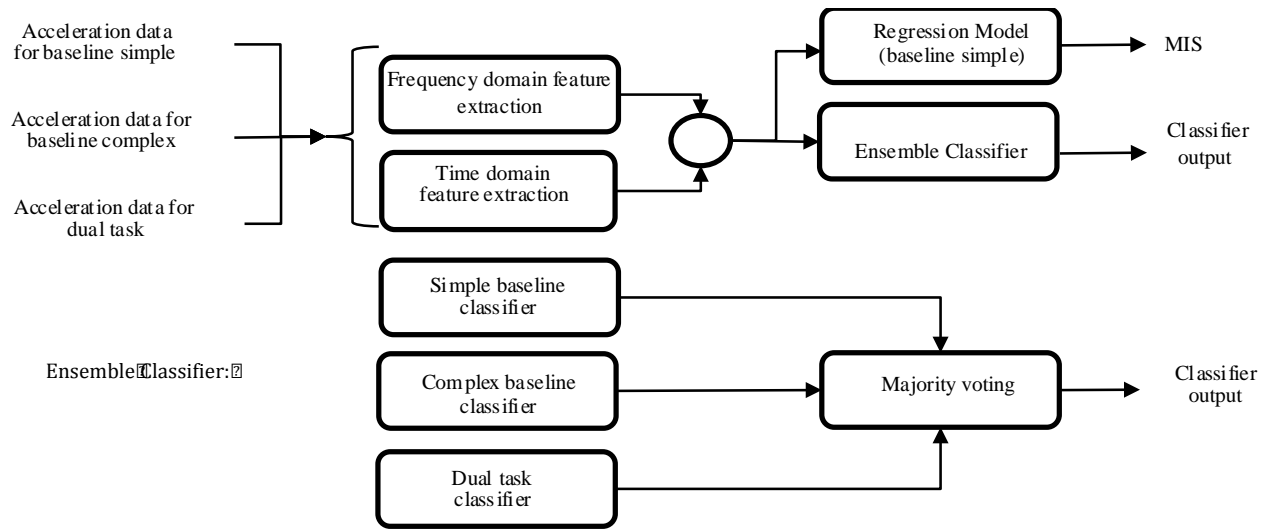 Acceleration data
for baseline simple
Acceleration data for
baseline complex
Acceleration data for
dual task
Frequency domain feature
extraction
Time domain
feature extraction
Regression Model
(baseline simple)
MIS
Ensemble Classifier
Classifier
output
Ensemble Classifier:
Simple baseline
classifier
Complex baseline
classifier
Dual task
classifier
Majority voting
Classifier
output